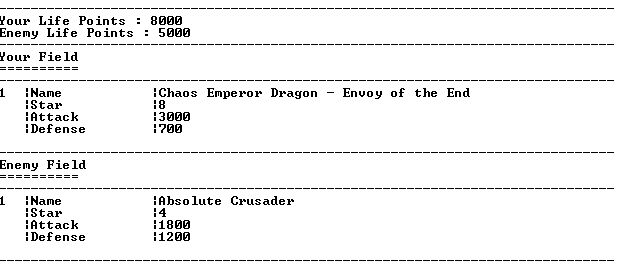 Your Life Points : 8000
Enemy Life Points : 5000
Your Field
==========
1 |Name |Chaos Emperor Dragon - Envoy of the End
|Star |8
|Attack |3000
|Defense |700
Enemy Field
===========
1 |Name |Absolute Crusader
|Star |4
|Attack |1800
|Defense |1200